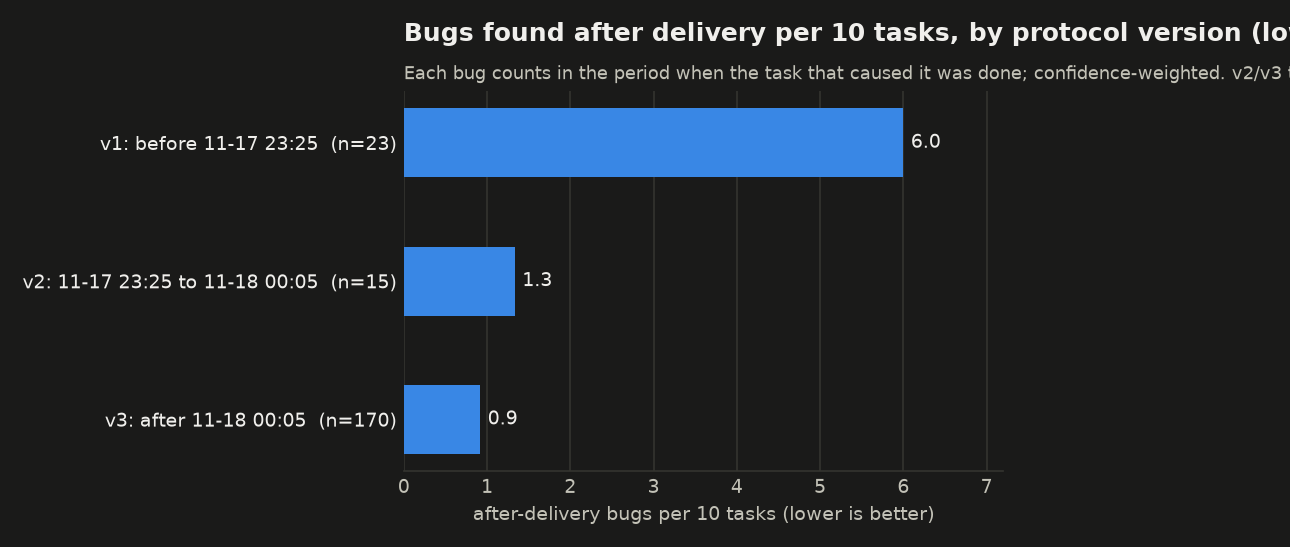 Bugs found after delivery per 10 tasks, by protocol version (lo
Each bug counts in the period when the task that caused it was done; confidence-weighted. v2/v3
v1: before 11-17 23:25 (n=23)
6.0
v2: 11-17 23:25 to 11-18 00:05 (n=15)
1.3
v3: after 11-18 00:05 (n=170)
0.9
0 1 2 3 4 5 6 7
after-delivery bugs per 10 tasks (lower is better)